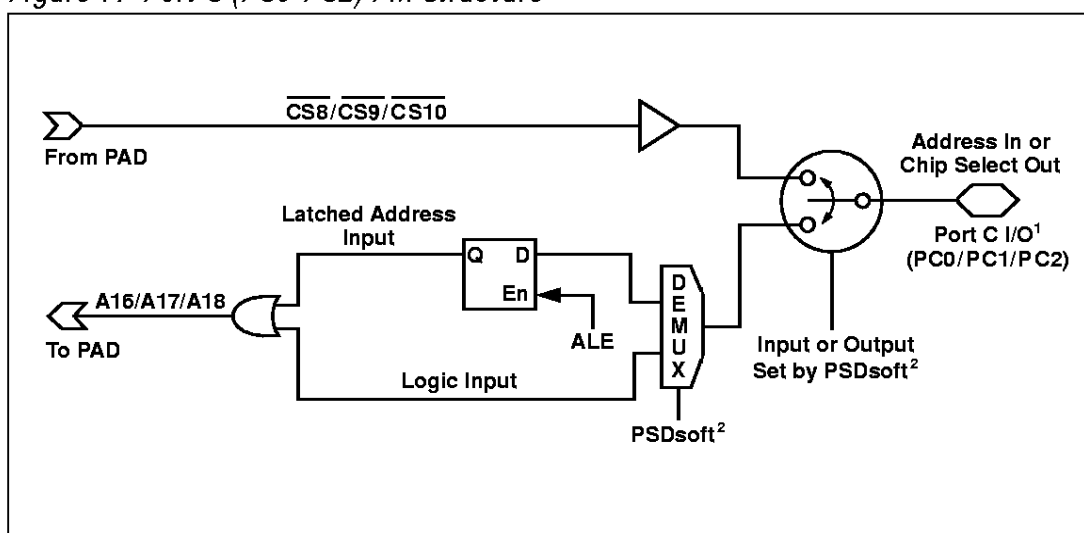 CS8/CS9/CS10
From PAD
Address In or
Chip Select Out
Latched Address
Input
Port C I/O¹
(PC0/PC1/PC2)
Q D
En
A16/A17/A18
DEMUX
To PAD
ALE
Input or Output
Set by PSDsoft²
Logic Input
PSDsoft²